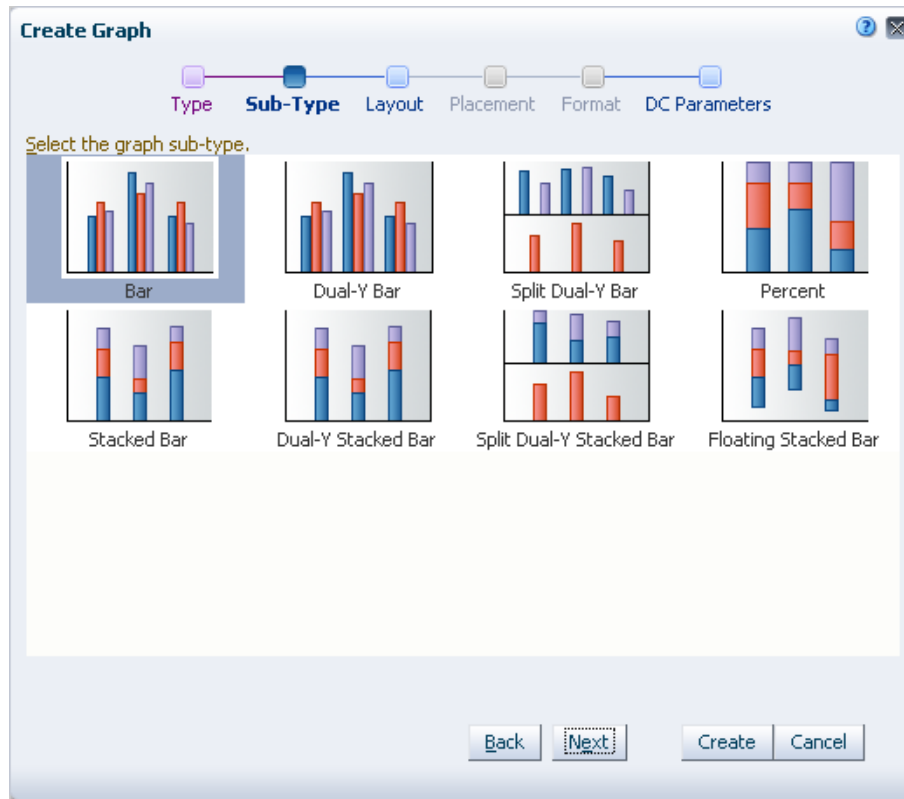 Create Graph
Type Sub-Type Layout Placement Format DC Parameters
Select the graph sub-type.
Bar Dual-Y Bar Split Dual-Y Bar Percent
Stacked Bar Dual-Y Stacked Bar Split Dual-Y Stacked Bar Floating Stacked Bar
Back Next Create Cancel